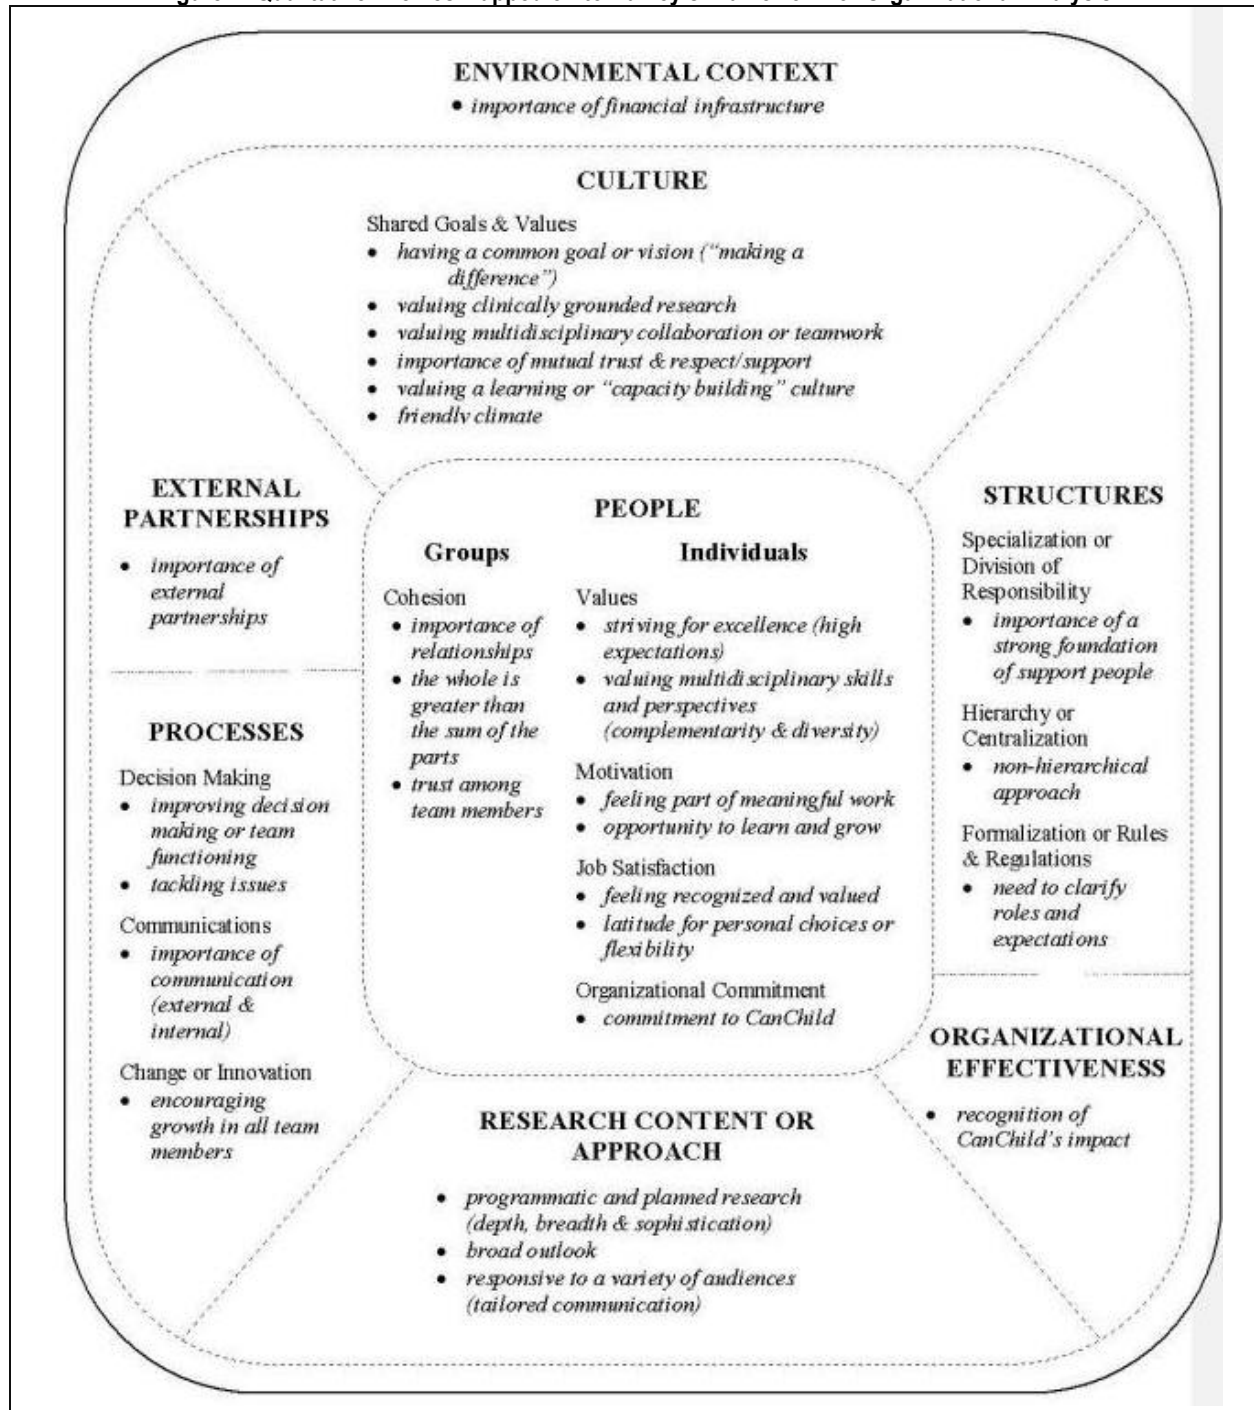 ENVIRONMENTAL CONTEXT
• importance of financial infrastructure
CULTURE
Shared Goals & Values
• having a common goal or vision (“making a
difference”)
• valuing clinically grounded research
• valuing multidisciplinary collaboration or teamwork
• importance of mutual trust & respect/support
• valuing a learning or “capacity building” culture
• friendly climate
EXTERNAL
PARTNERSHIPS
• importance of
external
partnerships
PROCESSES
Decision Making
• improving decision
making or team
functioning
• tackling issues
Communications
• importance of
communication
(external &
internal)
Change or Innovation
• encouraging
growth in all team
members
PEOPLE
Groups
Cohesion
• importance of
relationships
• the whole is
greater than
the sum of the
parts
• trust among
team members
Individuals
Values
• striving for excellence (high
expectations)
• valuing multidisciplinary skills
and perspectives
(complementarity & diversity)
Motivation
• feeling part of meaningful work
• opportunity to learn and grow
Job Satisfaction
• feeling recognized and valued
• latitude for personal choices or
flexibility
Organizational Commitment
• commitment to CanChild
STRUCTURES
Specialization or
Division of
Responsibility
• importance of a
strong foundation
of support people
Hierarchy or
Centralization
• non-hierarchical
approach
Formalization or Rules
& Regulations
• need to clarify
roles and
expectations
ORGANIZATIONAL
EFFECTIVENESS
• recognition of
CanChild’s impact
RESEARCH CONTENT OR
APPROACH
• programmatic and planned research
(depth, breadth & sophistication)
• broad outlook
• responsive to a variety of audiences
(tailored communication)